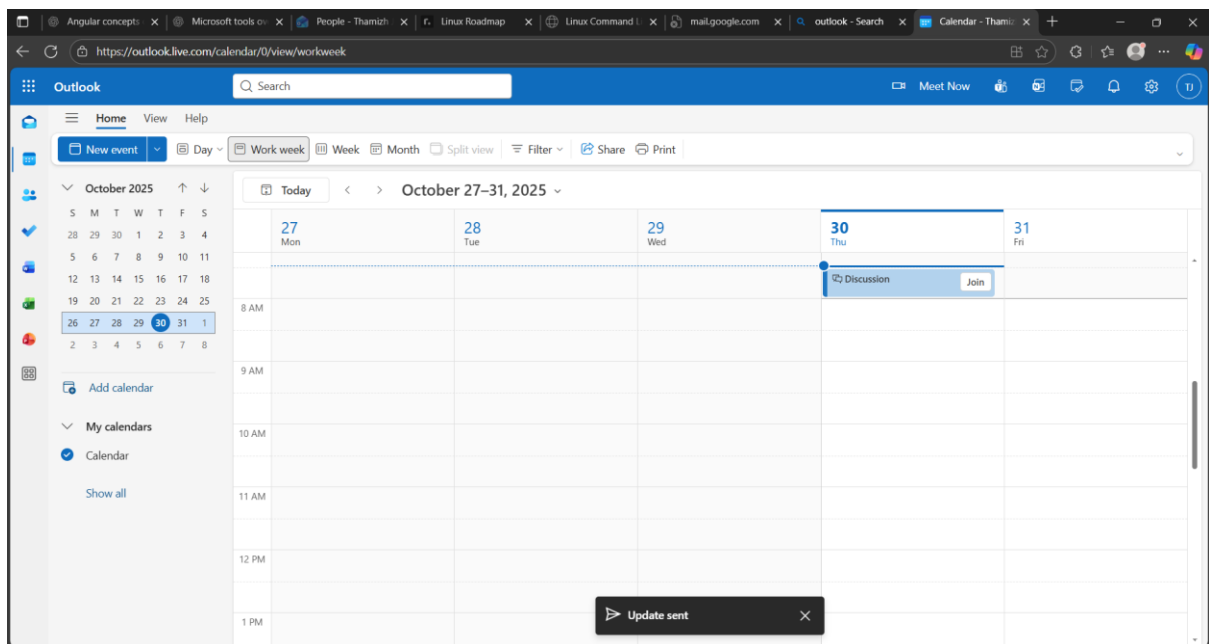 Angular concepts
Microsoft tools ov
People - Thamizh
Linux Roadmap
Linux Command Li
mail.google.com
outlook - Search
Calendar - Thamiz
https://outlook.live.com/calendar/0/view/workweek
Outlook
Search
Meet Now
TJ
Home View Help
New event
Day
Work week
Week
Month
Split view
Filter
Share
Print
October 2025
S M T W T F S
28 29 30 1 2 3 4
5 6 7 8 9 10 11
12 13 14 15 16 17 18
19 20 21 22 23 24 25
26 27 28 29 30 31 1
2 3 4 5 6 7 8
Add calendar
My calendars
Calendar
Show all
Today
October 27–31, 2025
27
Mon
28
Tue
29
Wed
30
Thu
31
Fri
Discussion
Join
8 AM
9 AM
10 AM
11 AM
12 PM
1 PM
Update sent